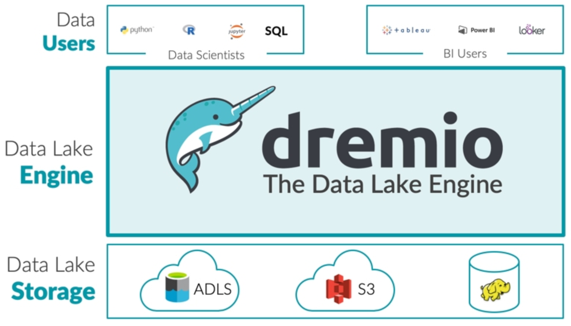 Data
Users
python
R
jupyter
SQL
Data Scientists
+ a b l e a u
Power BI
looker
BI Users
Data Lake
Engine
dremio
The Data Lake Engine
Data Lake
Storage
ADLS
S3